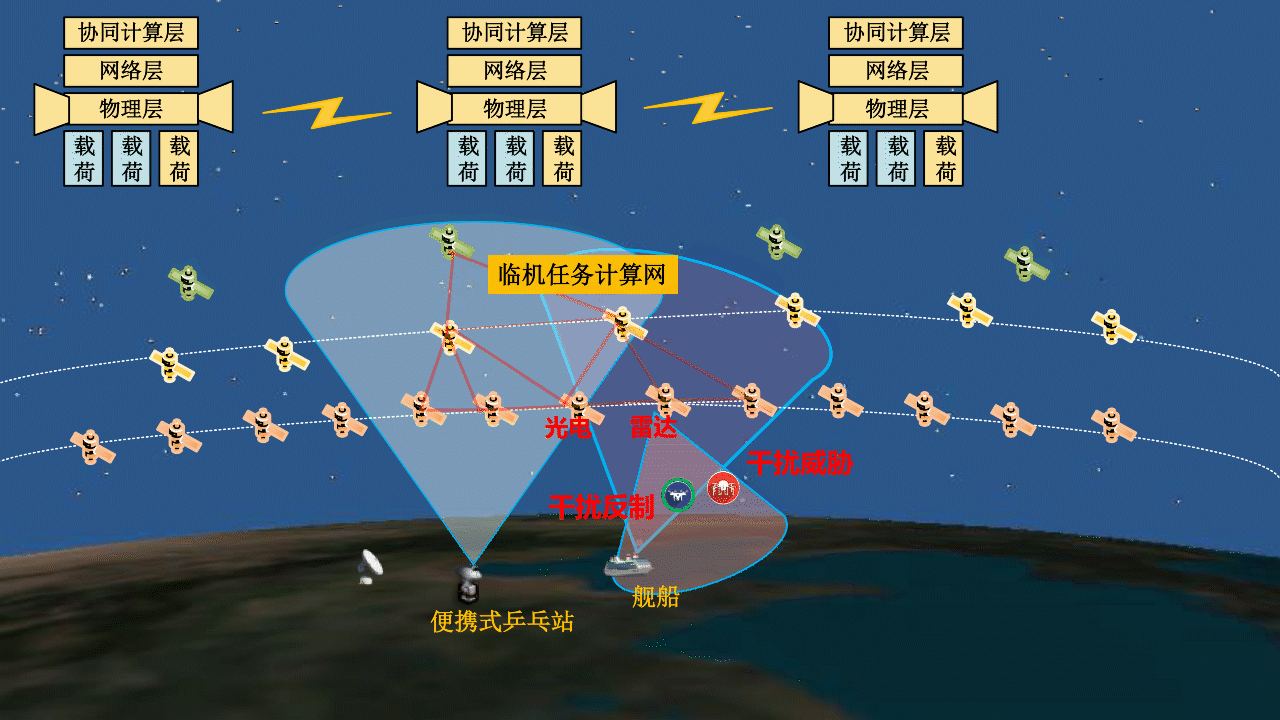 协同计算层
网络层
物理层
载荷
载荷
载荷
协同计算层
网络层
物理层
载荷
载荷
载荷
协同计算层
网络层
物理层
载荷
载荷
载荷
临机任务计算网
光电
雷达
干扰威胁
干扰反制
舰船
便携式乒乓站